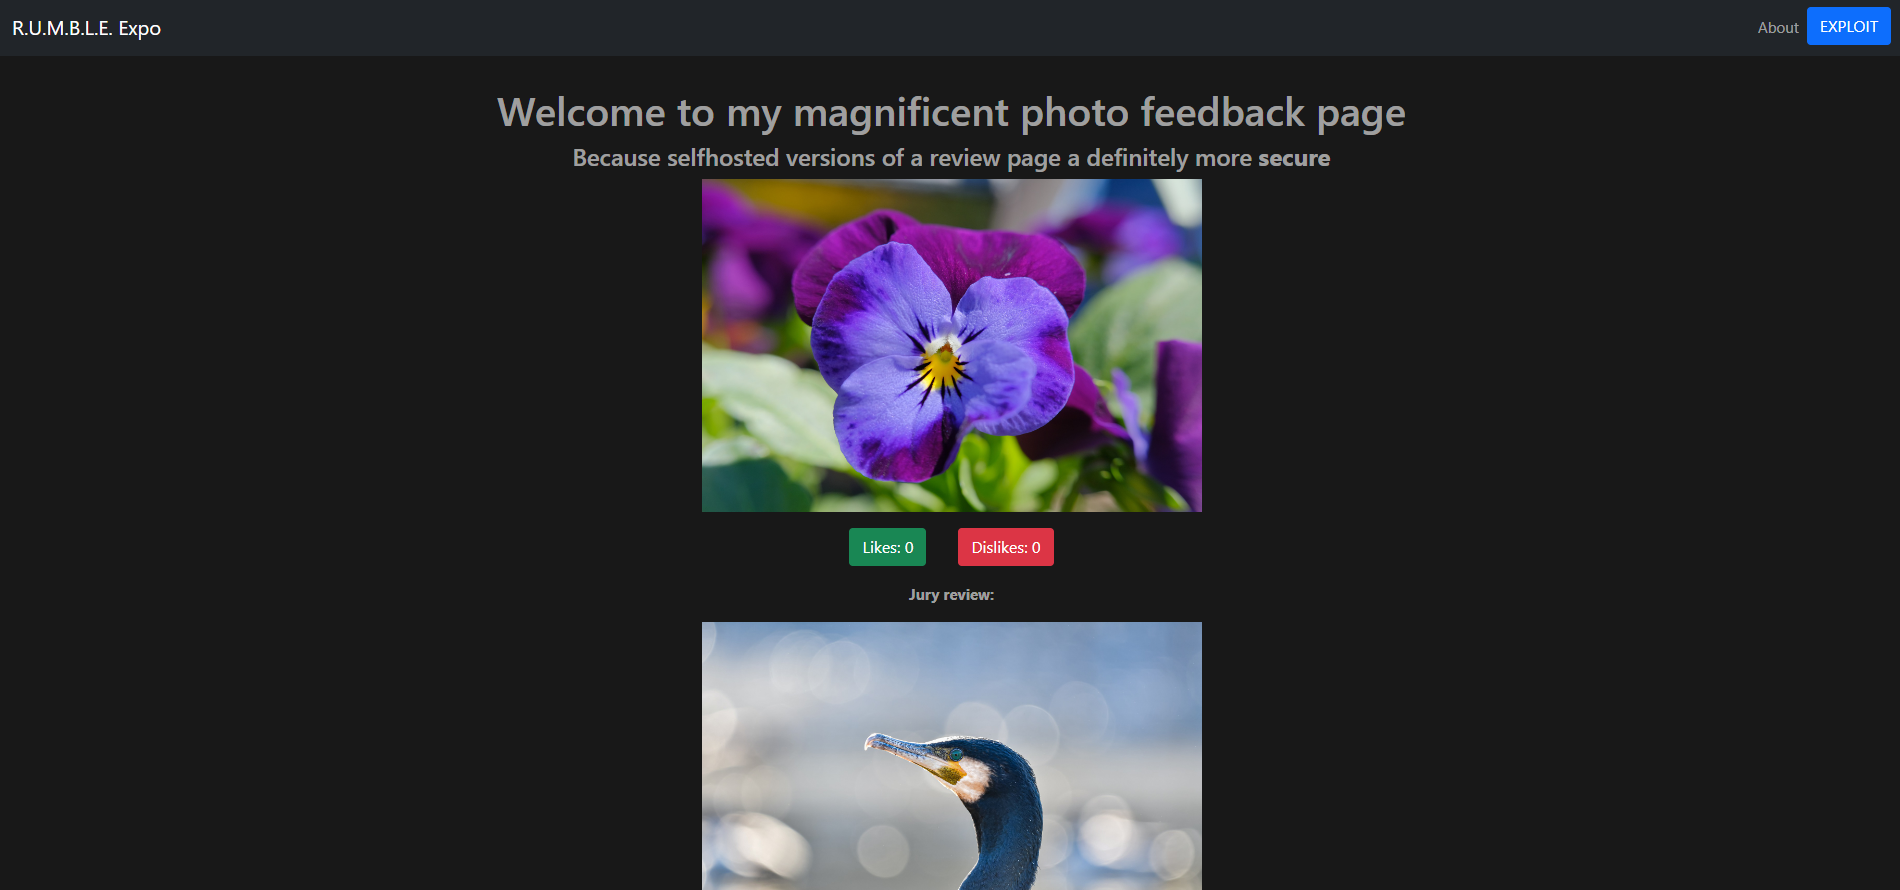 R.U.M.B.L.E. Expo
About
EXPLOIT
Welcome to my magnificent photo feedback page
Because selfhosted versions of a review page a definitely more secure
Likes: 0
Dislikes: 0
Jury review: